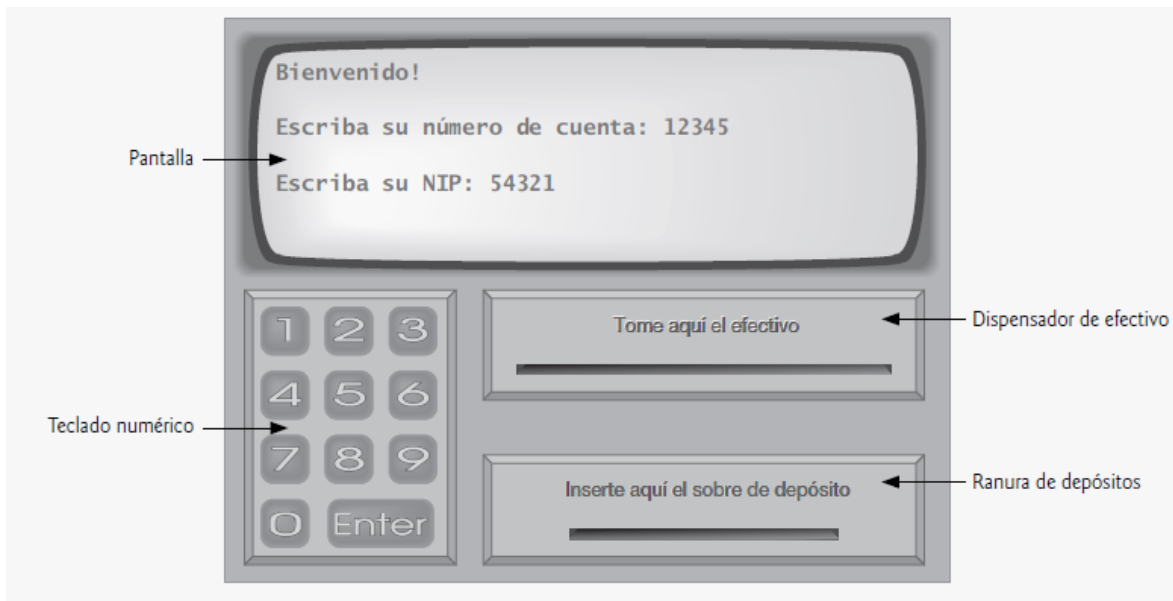 Bienvenido!
Escriba su número de cuenta: 12345
Pantalla
Escriba su NIP: 54321
1 2 3
Tome aquí el efectivo
Dispensador de efectivo
4 5 6
Teclado numérico
7 8 9
Inserte aquí el sobre de depósito
Ranura de depósitos
0 Enter